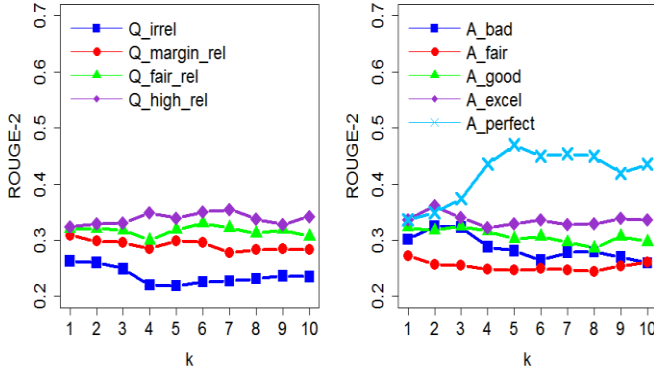 ROUGE-2
0.7
0.6
0.5
0.4
0.3
0.2
Q_irrel
Q_margin_rel
Q_fair_rel
Q_high_rel
1 2 3 4 5 6 7 8 9 10
k
ROUGE-2
0.7
0.6
0.5
0.4
0.3
0.2
A_bad
A_fair
A_good
A_excel
A_perfect
1 2 3 4 5 6 7 8 9 10
k